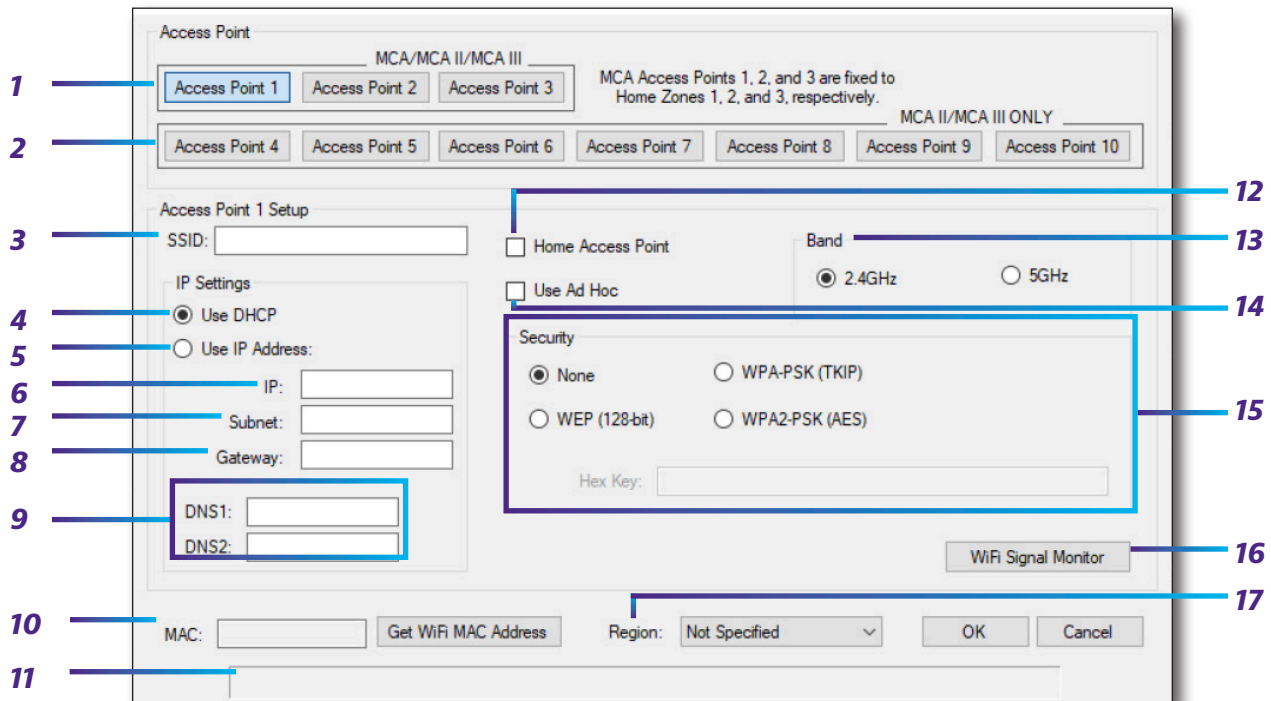 Access Point
MCA/MCA II/MCA III
1 Access Point 1 Access Point 2 Access Point 3
MCA Access Points 1, 2, and 3 are fixed to
Home Zones 1, 2, and 3, respectively.
MCA II/MCA III ONLY
2 Access Point 4 Access Point 5 Access Point 6 Access Point 7 Access Point 8 Access Point 9 Access Point 10
12
Access Point 1 Setup
3 SSID:
Home Access Point
Band 13
2.4GHz 5GHz
IP Settings
Use Ad Hoc
14
4 Use DHCP
5 Use IP Address:
6 IP:
7 Subnet:
8 Gateway:
9 DNS1:
DNS2:
Security
None WPA-PSK (TKIP)
WEP (128-bit) WPA2-PSK (AES)
15
Hex Key:
WiFi Signal Monitor 16
17
10 MAC: Get WiFi MAC Address Region: Not Specified OK Cancel
11